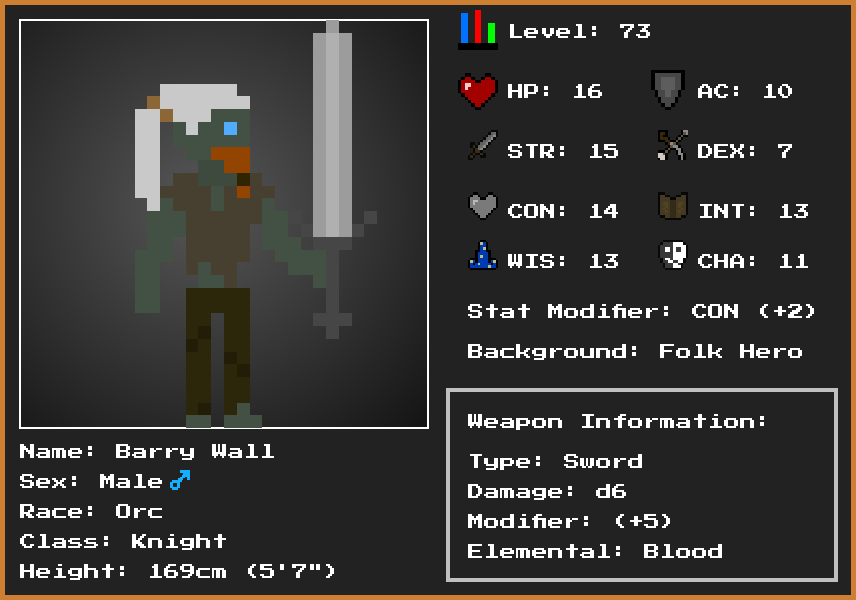 Level: 73
HP: 16
AC: 10
STR: 15
DEX: 7
CON: 14
INT: 13
WIS: 13
CHA: 11
Stat Modifier: CON (+2)
Background: Folk Hero
Weapon Information:
Type: Sword
Damage: d6
Modifier: (+5)
Elemental: Blood
Name: Barry Wall
Sex: Male♂
Race: Orc
Class: Knight
Height: 169cm (5'7")